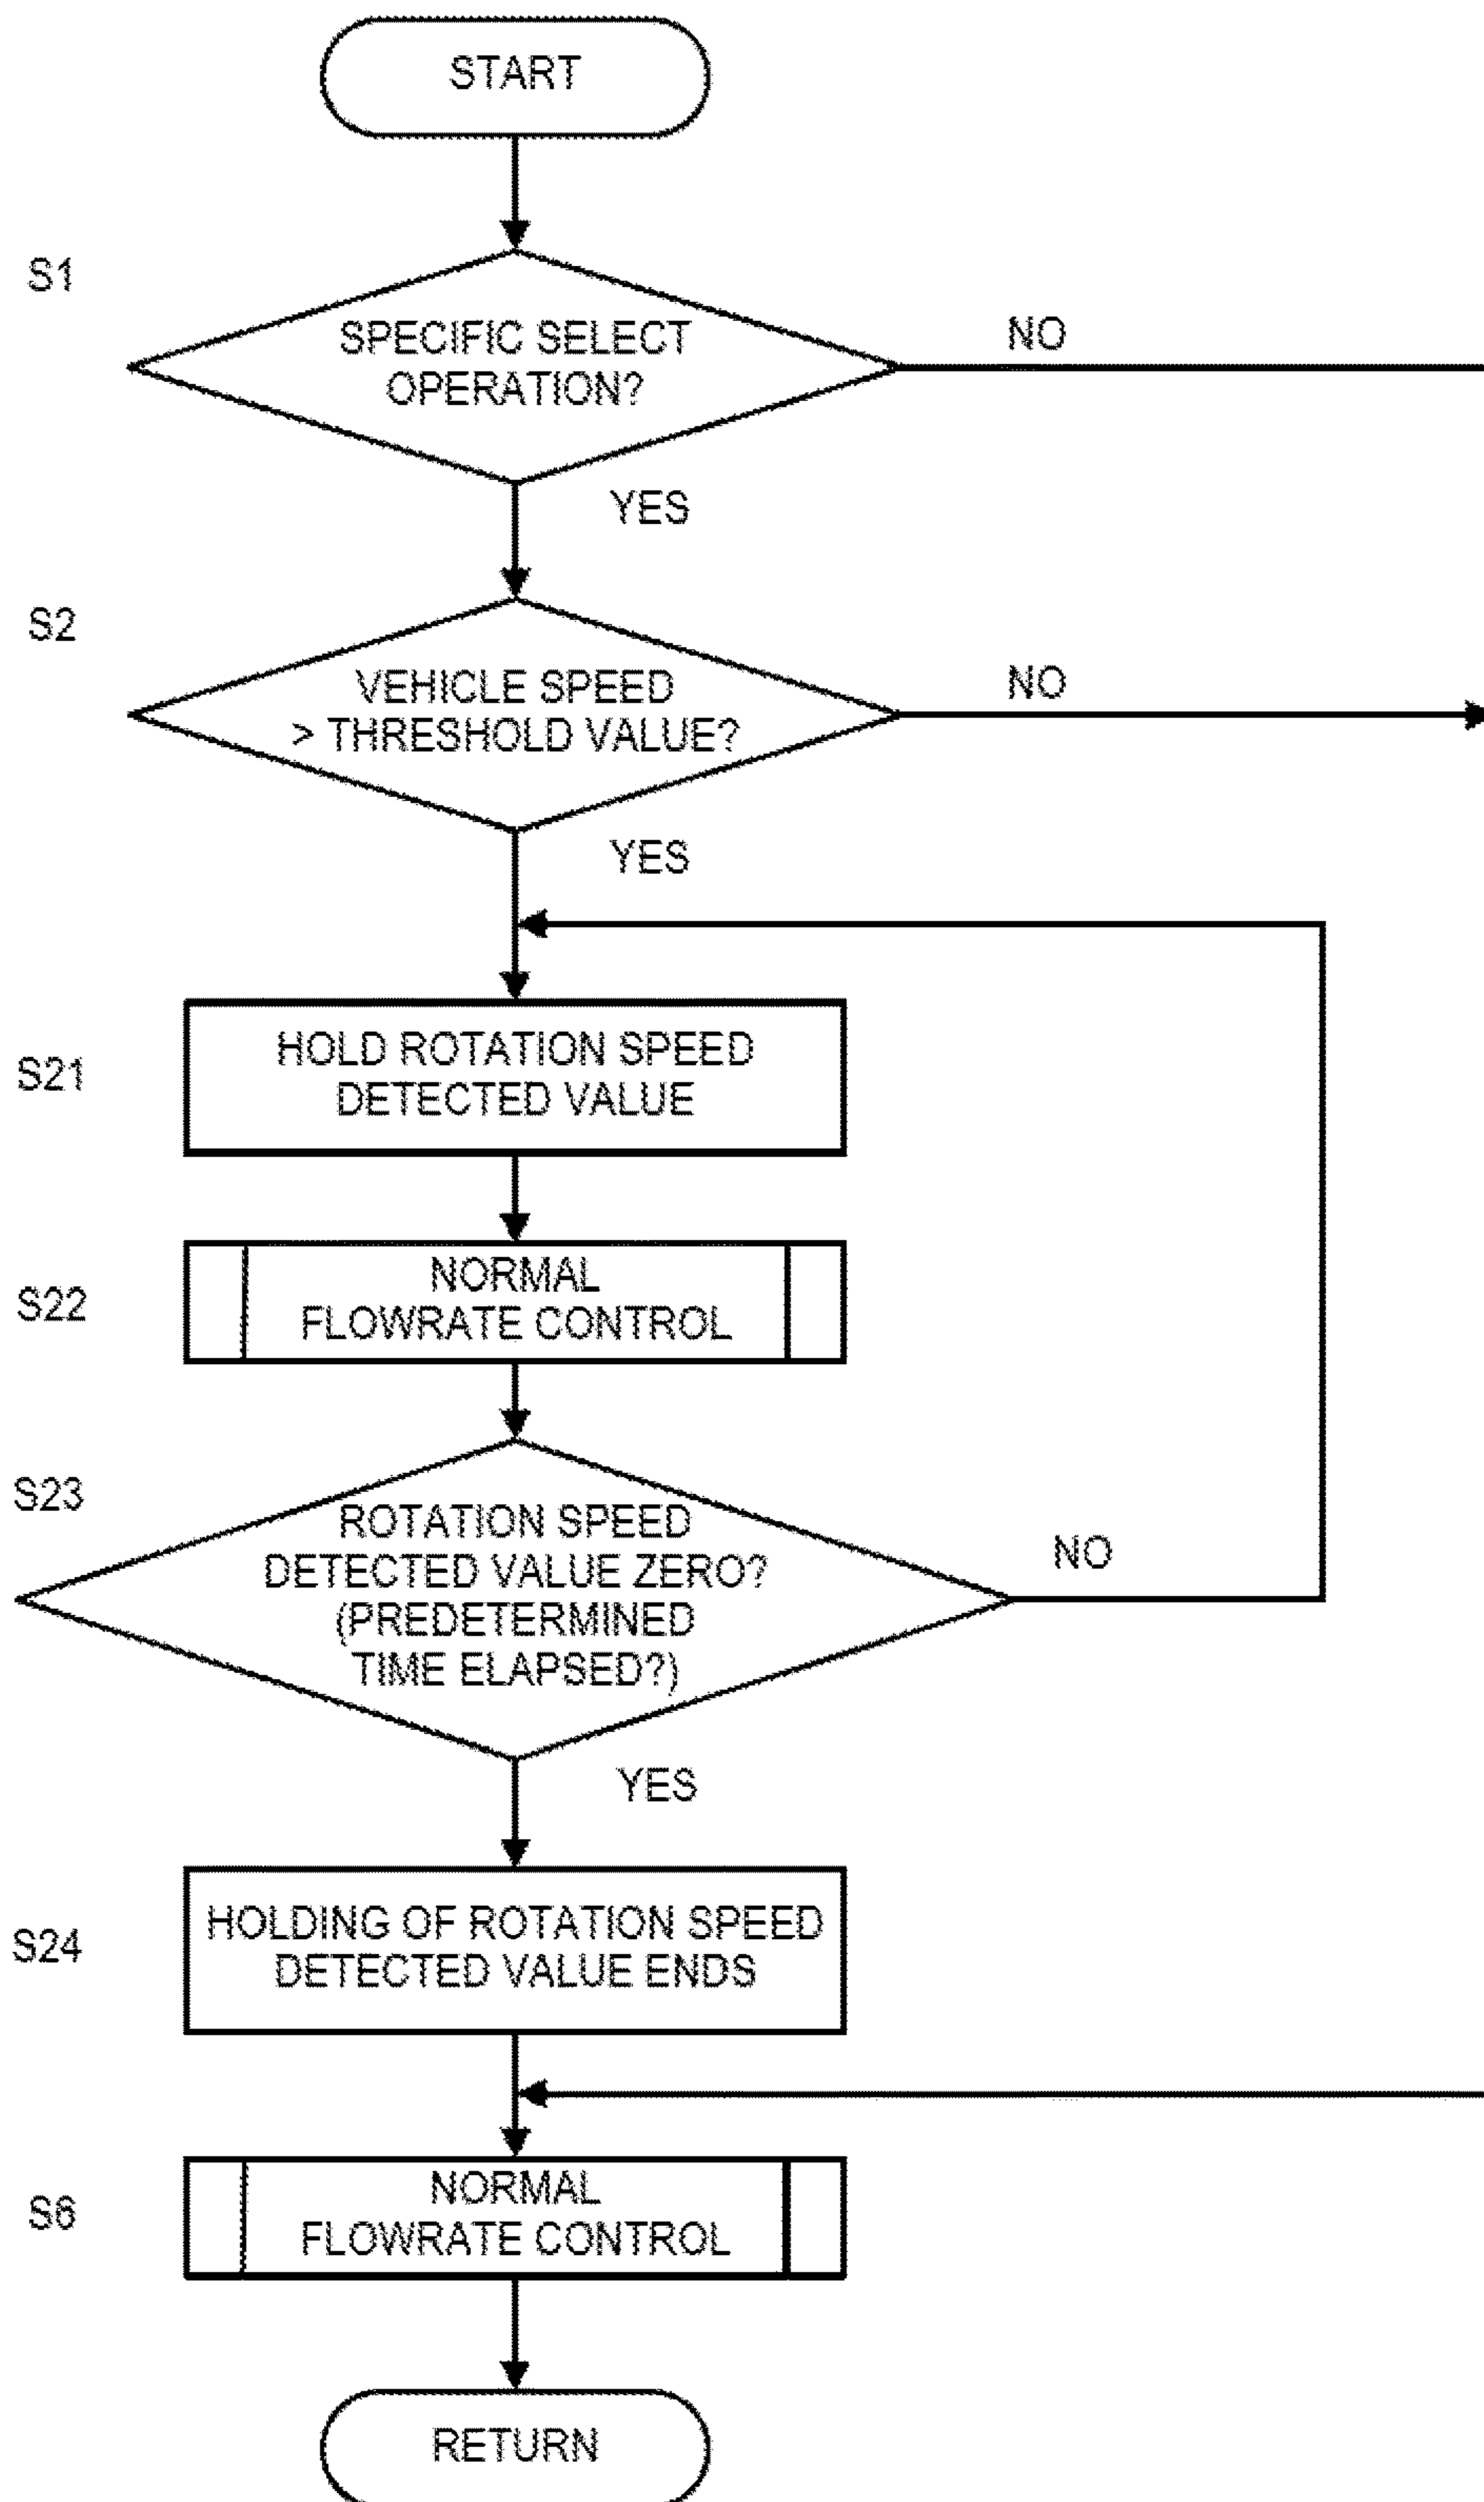 START
S1
SPECIFIC SELECT
OPERATION?
NO
YES
S2
VEHICLE SPEED
> THRESHOLD VALUE?
NO
YES
S21
HOLD ROTATION SPEED
DETECTED VALUE
S22
NORMAL
FLOWRATE CONTROL
S23
ROTATION SPEED
DETECTED VALUE ZERO?
(PREDETERMINED
TIME ELAPSED?)
NO
YES
S24
HOLDING OF ROTATION SPEED
DETECTED VALUE ENDS
S6
NORMAL
FLOWRATE CONTROL
RETURN